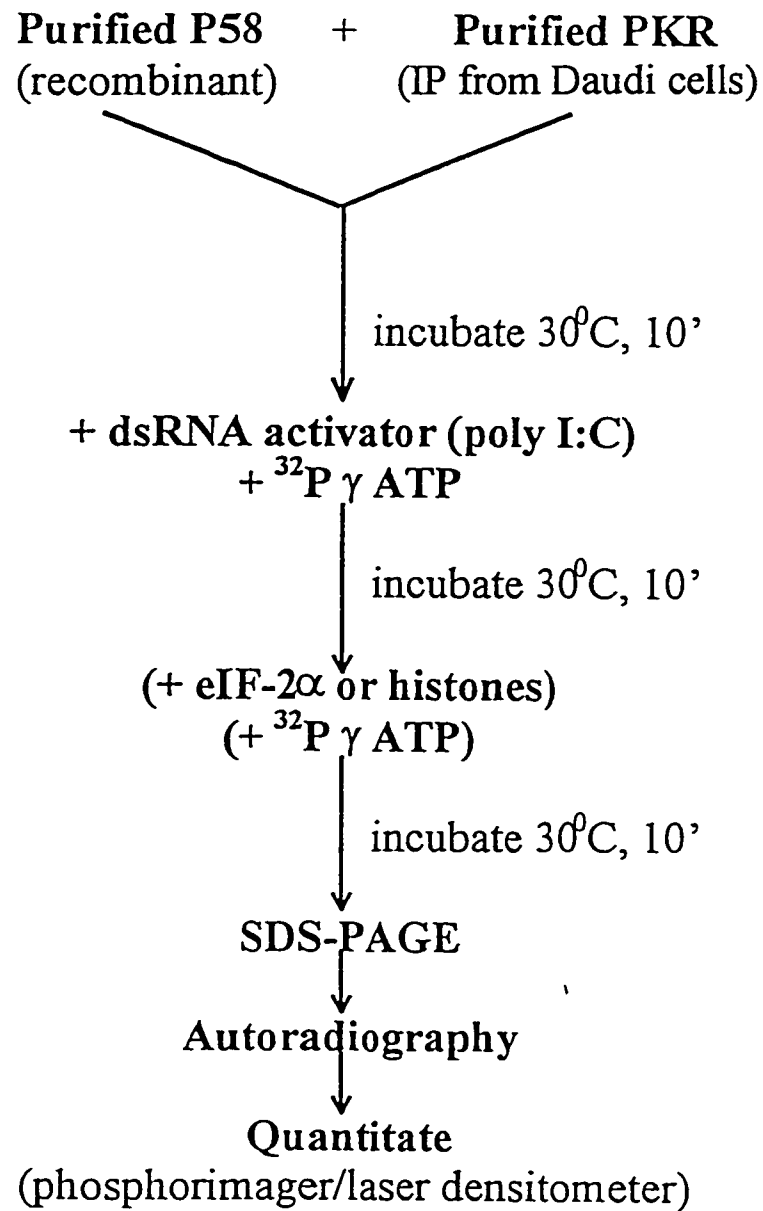 Purified P58 + Purified PKR
(recombinant) (IP from Daudi cells)
incubate 30⁰C, 10’
+ dsRNA activator (poly I:C)
+ ³²P γ ATP
incubate 30⁰C, 10’
(+ eIF-2α or histones)
(+ ³²P γ ATP)
incubate 30⁰C, 10’
SDS-PAGE
Autoradiography
Quantitate
(phosphorimager/laser densitometer)